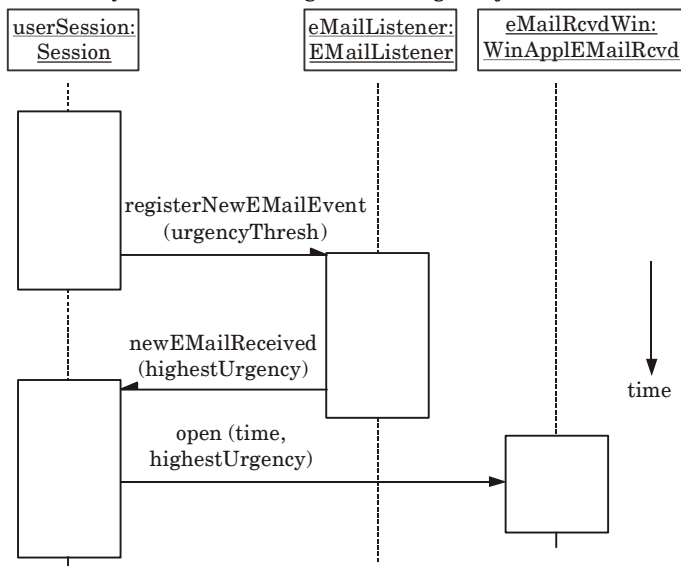 userSession:
Session
eMailListener:
EMailListener
eMailRcvdWin:
WinApplEMailRcvd
registerNewEMailEvent
(urgencyThresh)
newEMailReceived
(highestUrgency)
time
open (time,
highestUrgency)